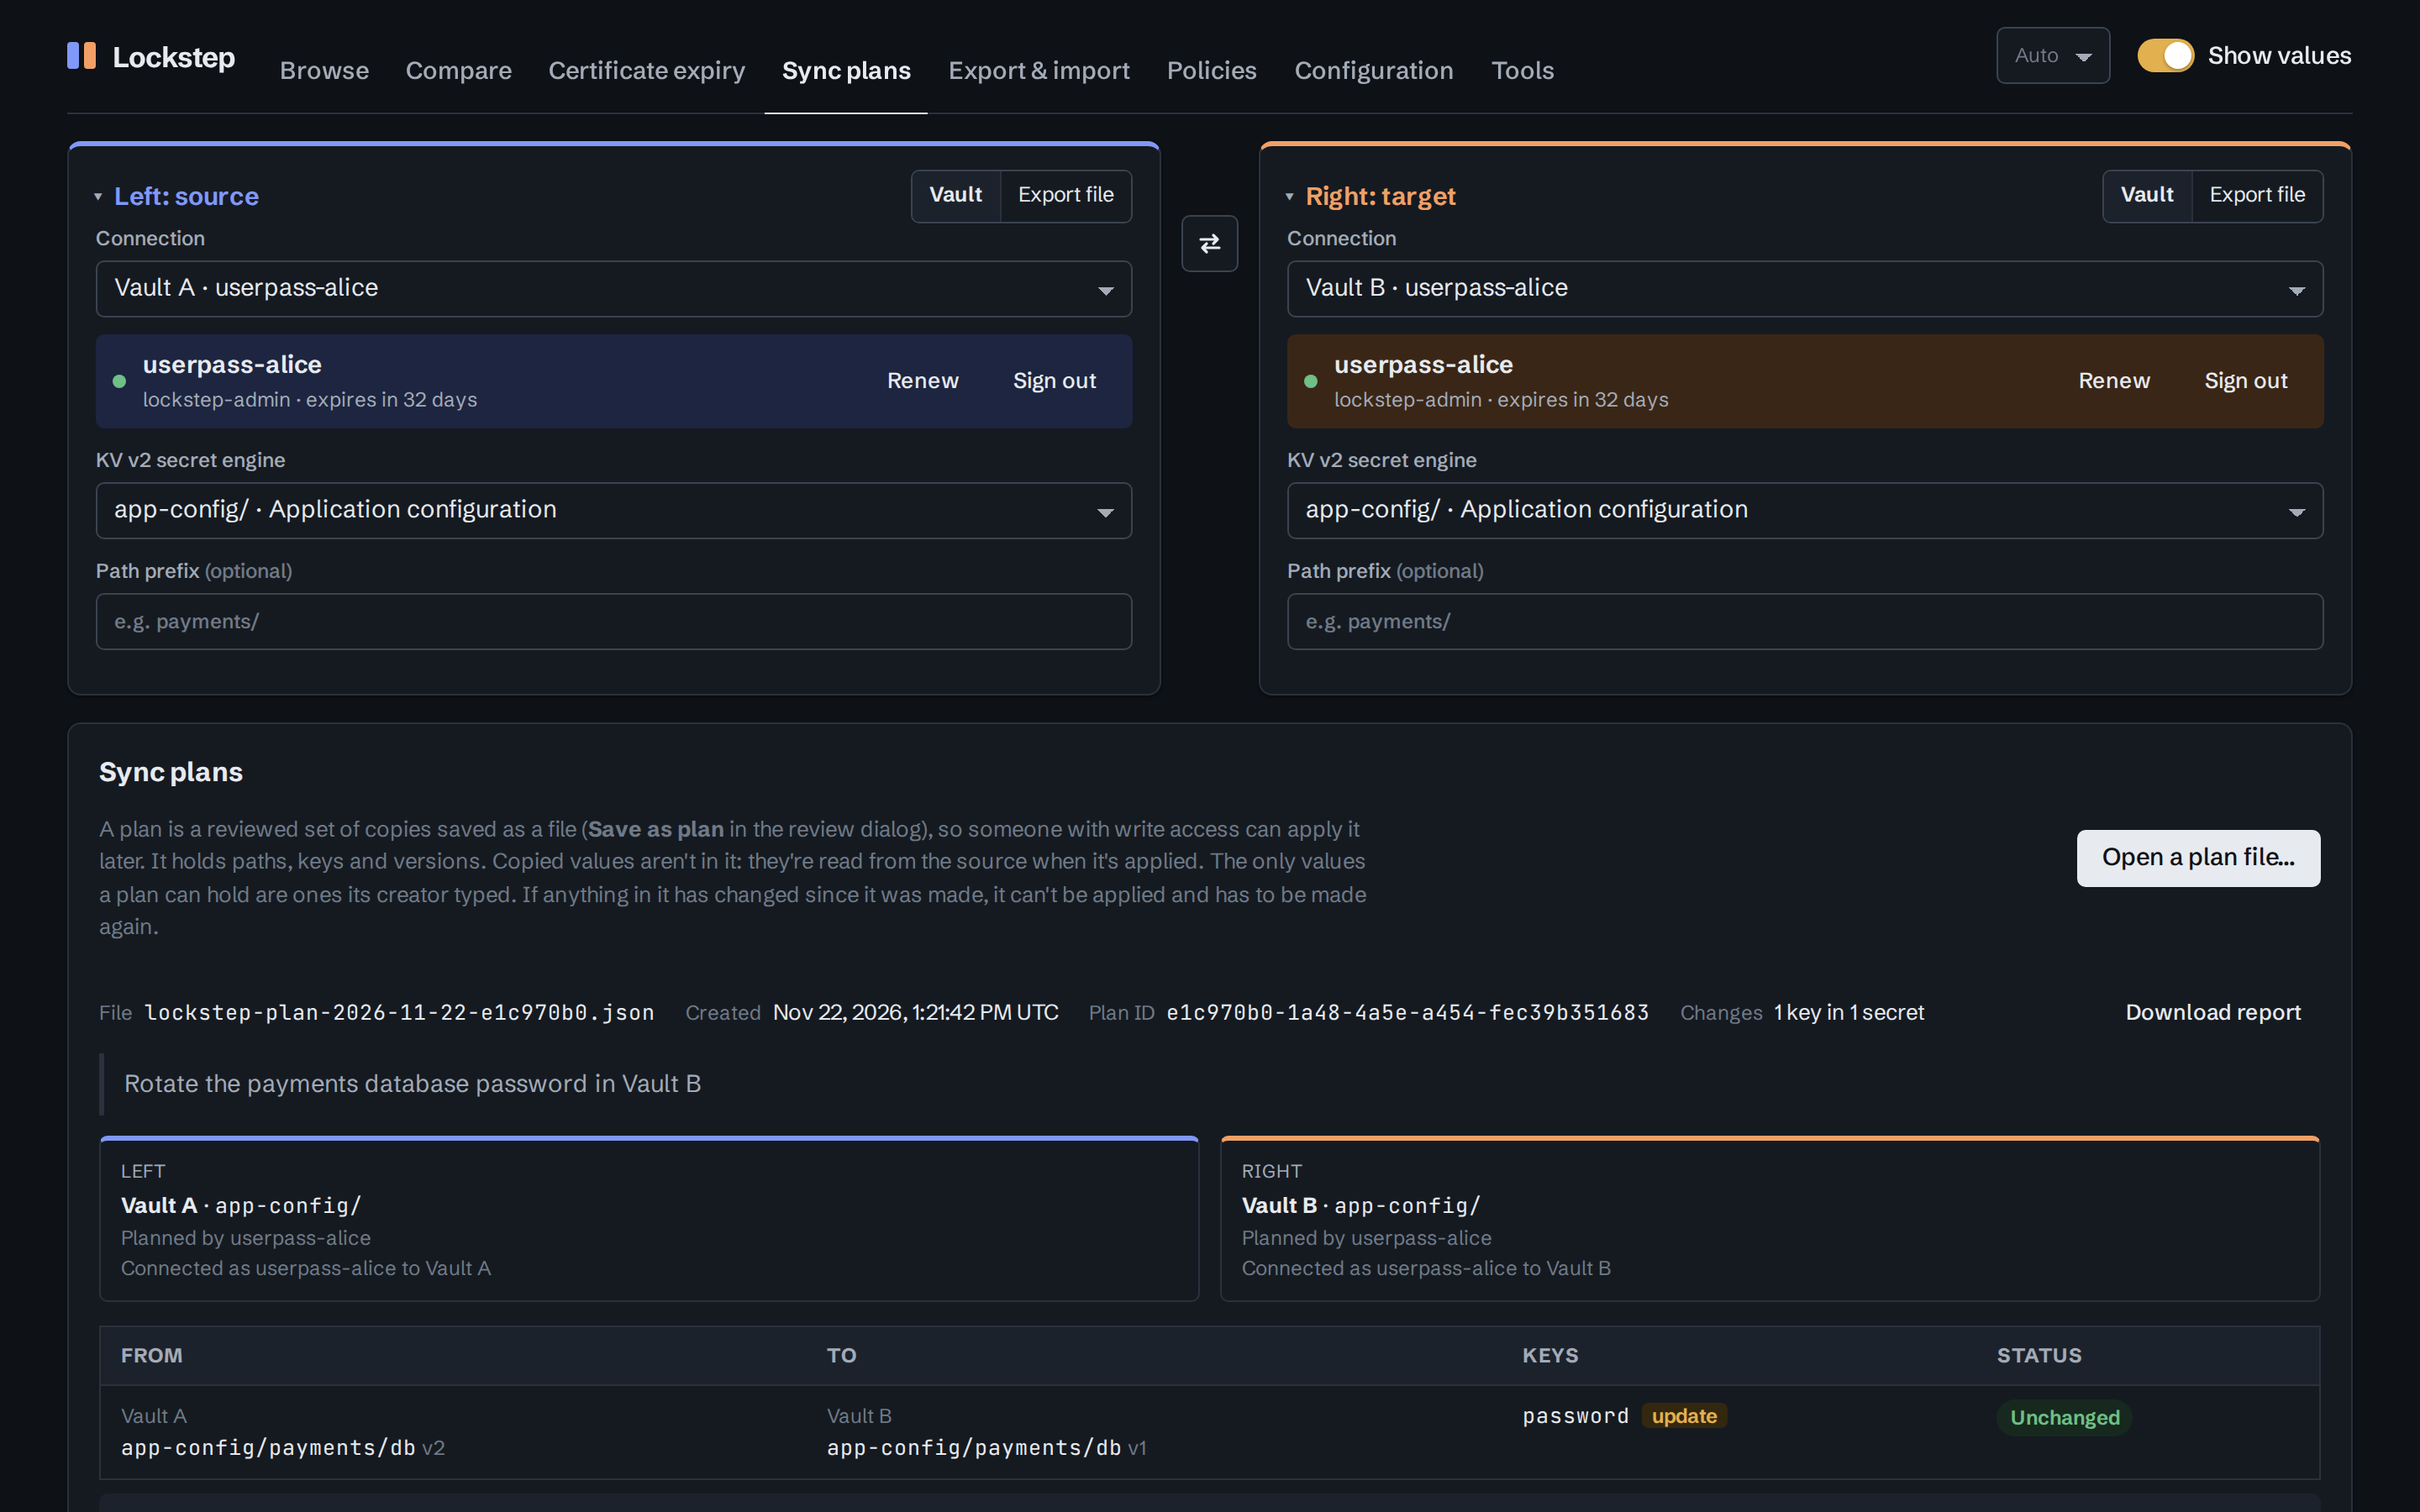 Lockstep
Browse
Compare
Certificate expiry
Sync plans
Export & import
Policies
Configuration
Tools
Auto
Show values
Left: source
Vault
Export file
Connection
Vault A · userpass-alice
userpass-alice
lockstep-admin · expires in 32 days
Renew
Sign out
KV v2 secret engine
app-config/ · Application configuration
Path prefix (optional)
e.g. payments/
Right: target
Vault
Export file
Connection
Vault B · userpass-alice
userpass-alice
lockstep-admin · expires in 32 days
Renew
Sign out
KV v2 secret engine
app-config/ · Application configuration
Path prefix (optional)
e.g. payments/
Sync plans
A plan is a reviewed set of copies saved as a file (Save as plan in the review dialog), so someone with write access can apply it
later. It holds paths, keys and versions. Copied values aren't in it: they're read from the source when it's applied. The only values
a plan can hold are ones its creator typed. If anything in it has changed since it was made, it can't be applied and has to be made
again.
Open a plan file...
File lockstep-plan-2026-11-22-e1c970b0.json Created Nov 22, 2026, 1:21:42 PM UTC Plan ID e1c970b0-1a48-4a5e-a454-fec39b351683 Changes 1 key in 1 secret
Download report
Rotate the payments database password in Vault B
LEFT
Vault A · app-config/
Planned by userpass-alice
Connected as userpass-alice to Vault A
RIGHT
Vault B · app-config/
Planned by userpass-alice
Connected as userpass-alice to Vault B
FROM TO KEYS STATUS
Vault A
app-config/payments/db v2
Vault B
app-config/payments/db v1
password update
Unchanged